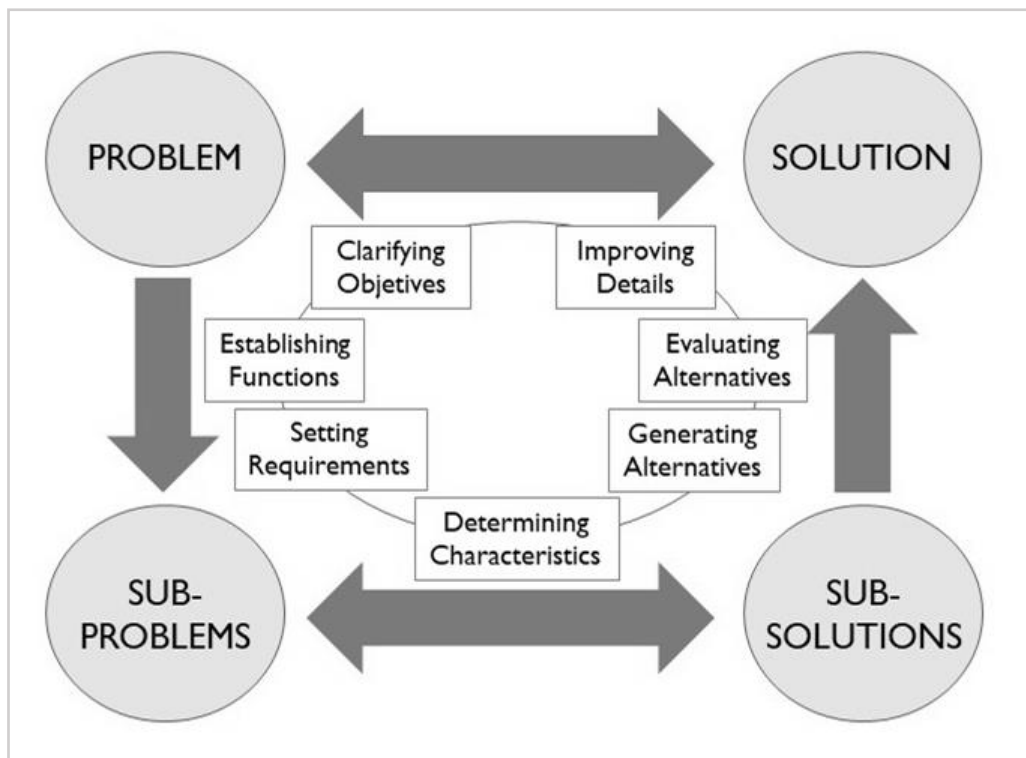 PROBLEM
SOLUTION
Clarifying
Objetives
Improving
Details
Establishing
Functions
Evaluating
Alternatives
Setting
Requirements
Generating
Alternatives
Determining
Characteristics
SUB-
PROBLEMS
SUB-
SOLUTIONS